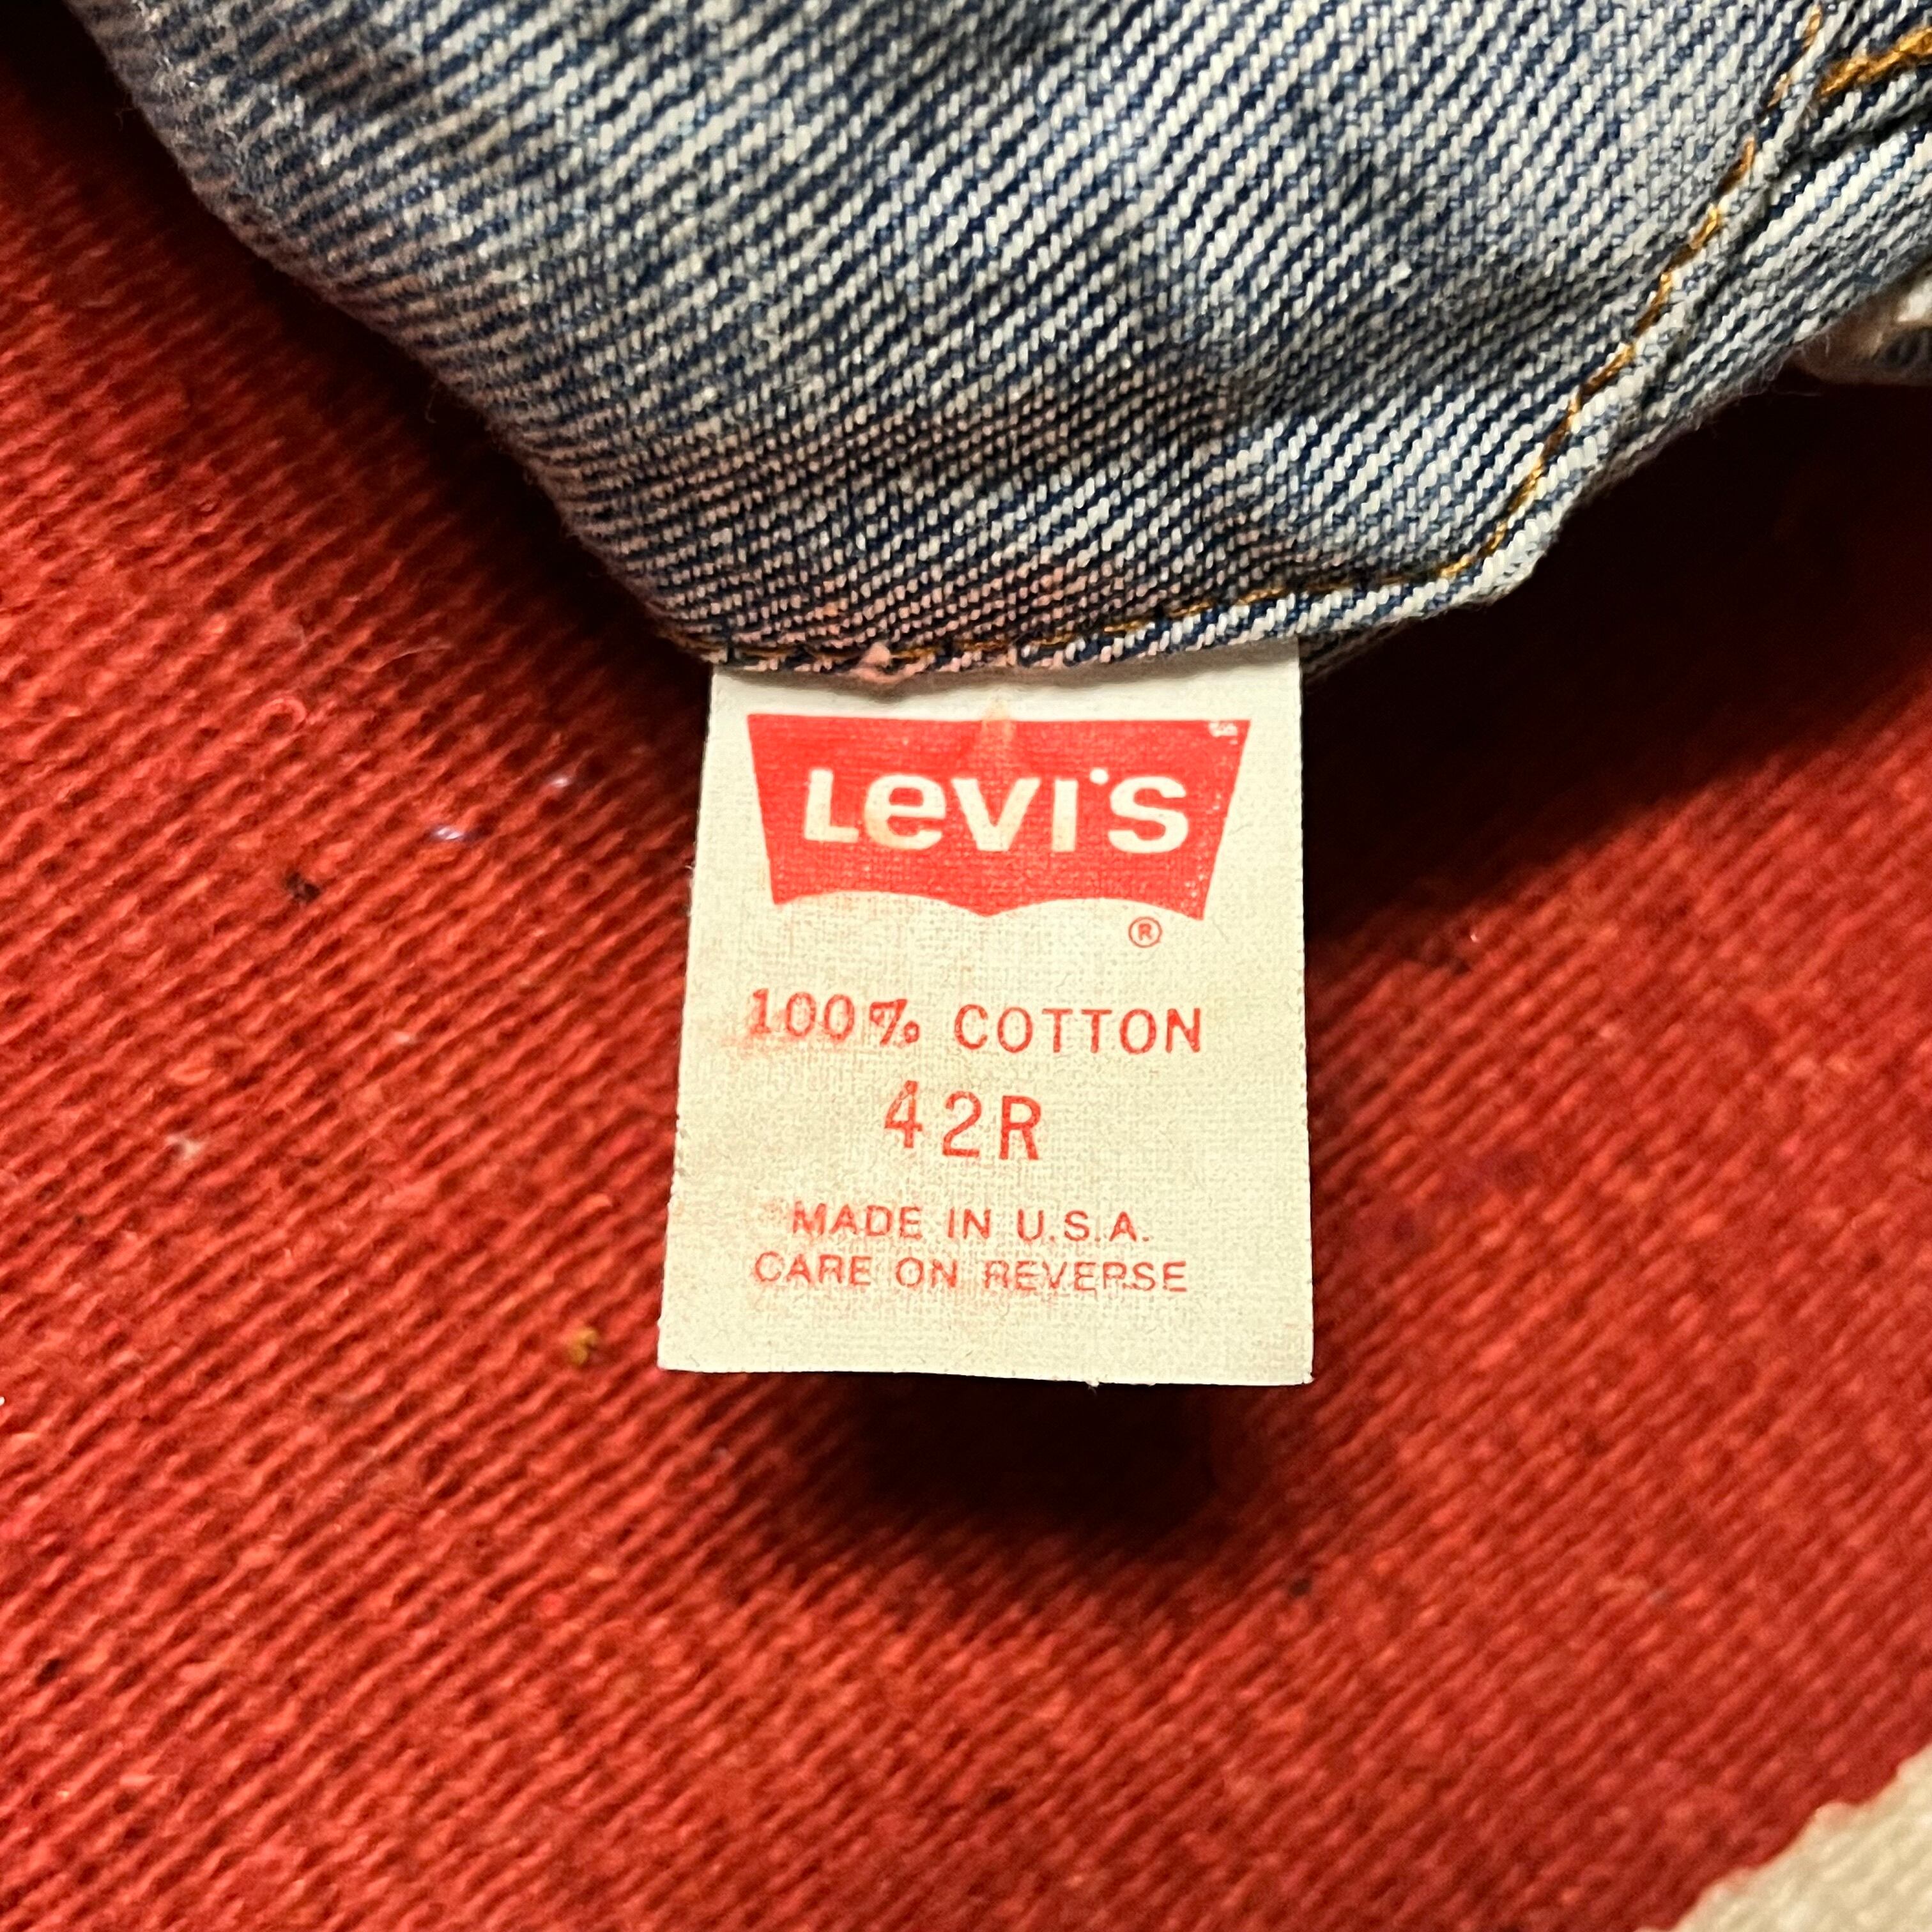 Levi's
®
100% COTTON
42R
MADE IN U.S.A.
CARE ON REVERSE